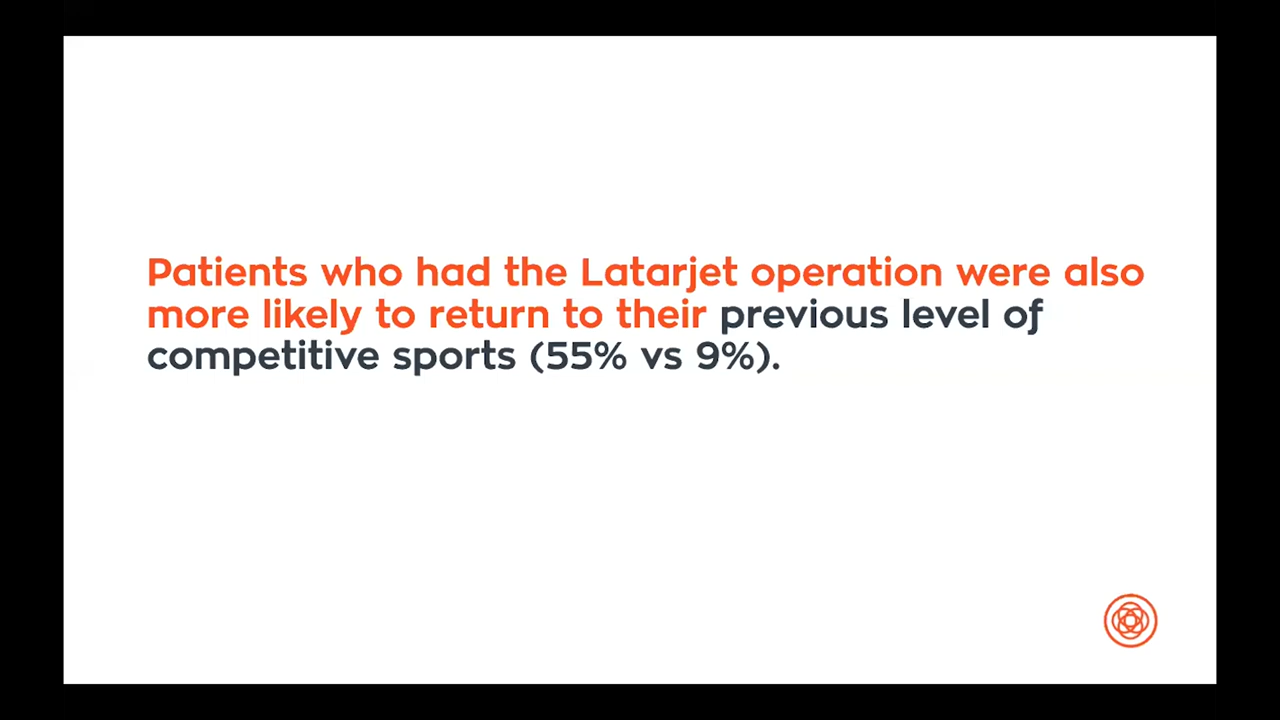 Patients who had the Latarjet operation were also
more likely to return to their previous level of
competitive sports (55% vs 9%).